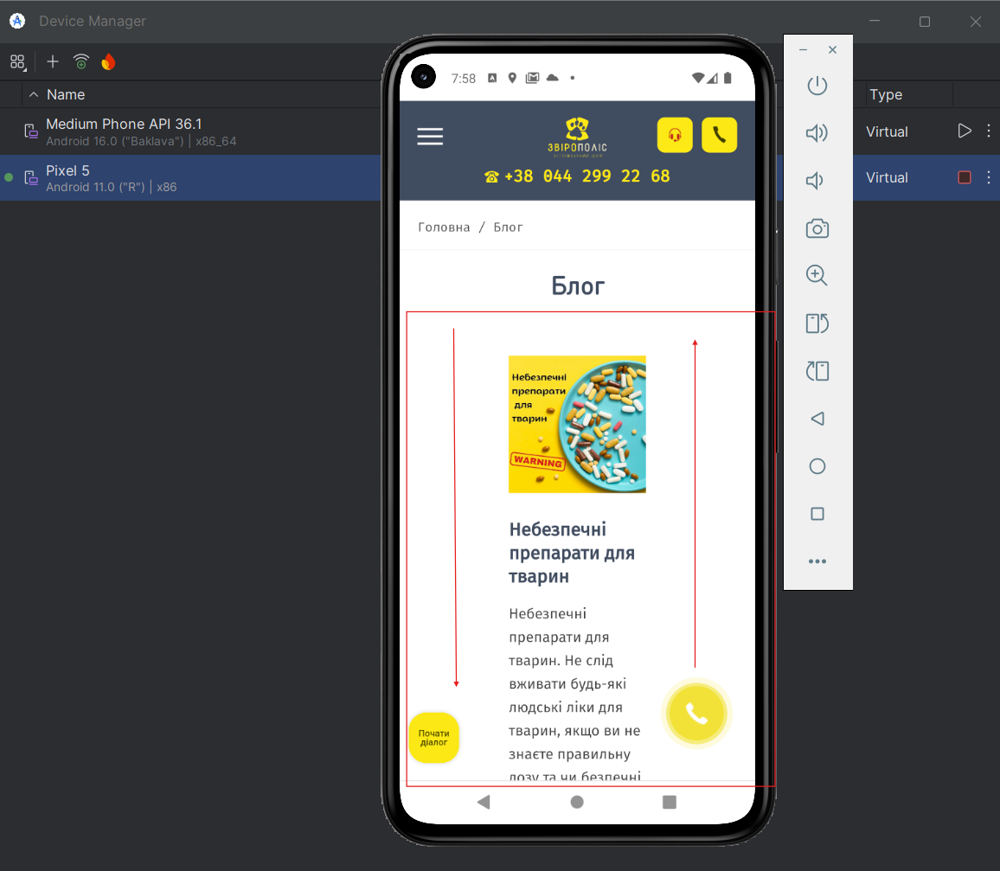 Device Manager
Name
Type
Medium Phone API 36.1
Android 16.0 ("Baklava") | x86_64
Virtual
Pixel 5
Android 11.0 ("R") | x86
Virtual
7:58
ЗВІРОПОЛІС
☎ +38 044 299 22 68
Головна / Блог
Блог
Небезпечні
препарати
для
тварин
WARNING
Небезпечні
препарати для
тварин
Небезпечні
препарати для
тварин. Не слід
вживати будь-які
людські ліки для
тварин, якщо ви не
знаєте правильну
дозу та чи безпечні
Почати
діалог